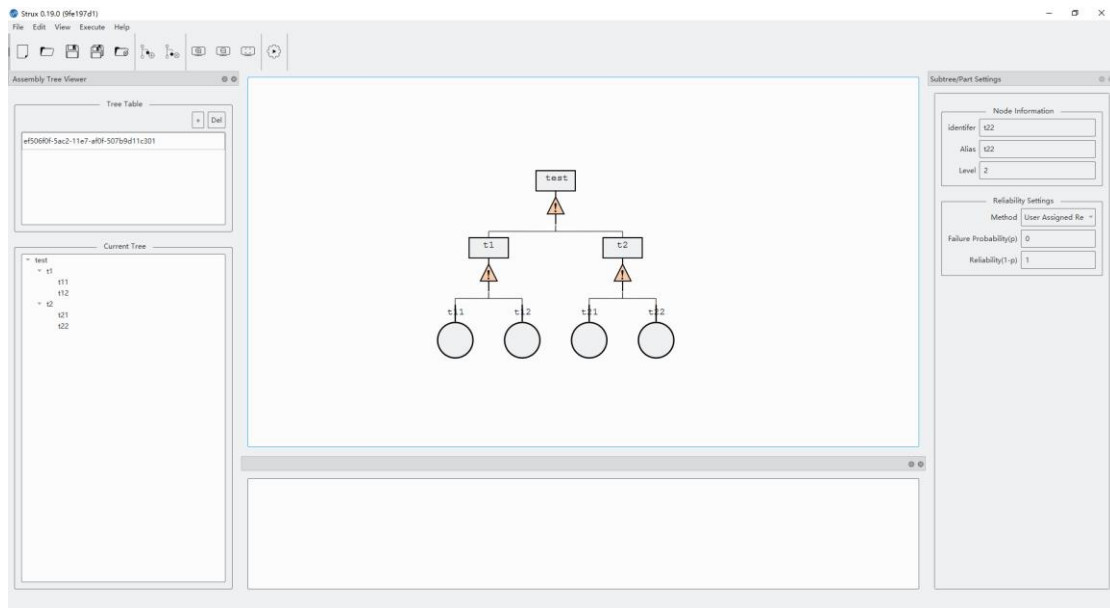 Strux 0.19.0 (9fe197d1)
File Edit View Execute Help
Assembly Tree Viewer
Tree Table
+ Del
ef506f0f-5ac2-11e7-af0f-507b9d11c301
Current Tree
test
t1
t11
t12
t2
t21
t22
test
t1 t2
t11 t12 t21 t22
Subtree/Part Settings
Node Information
identifer t22
Alias t22
Level 2
Reliability Settings
Method User Assigned Re
Failure Probability(p) 0
Reliability(1-p) 1